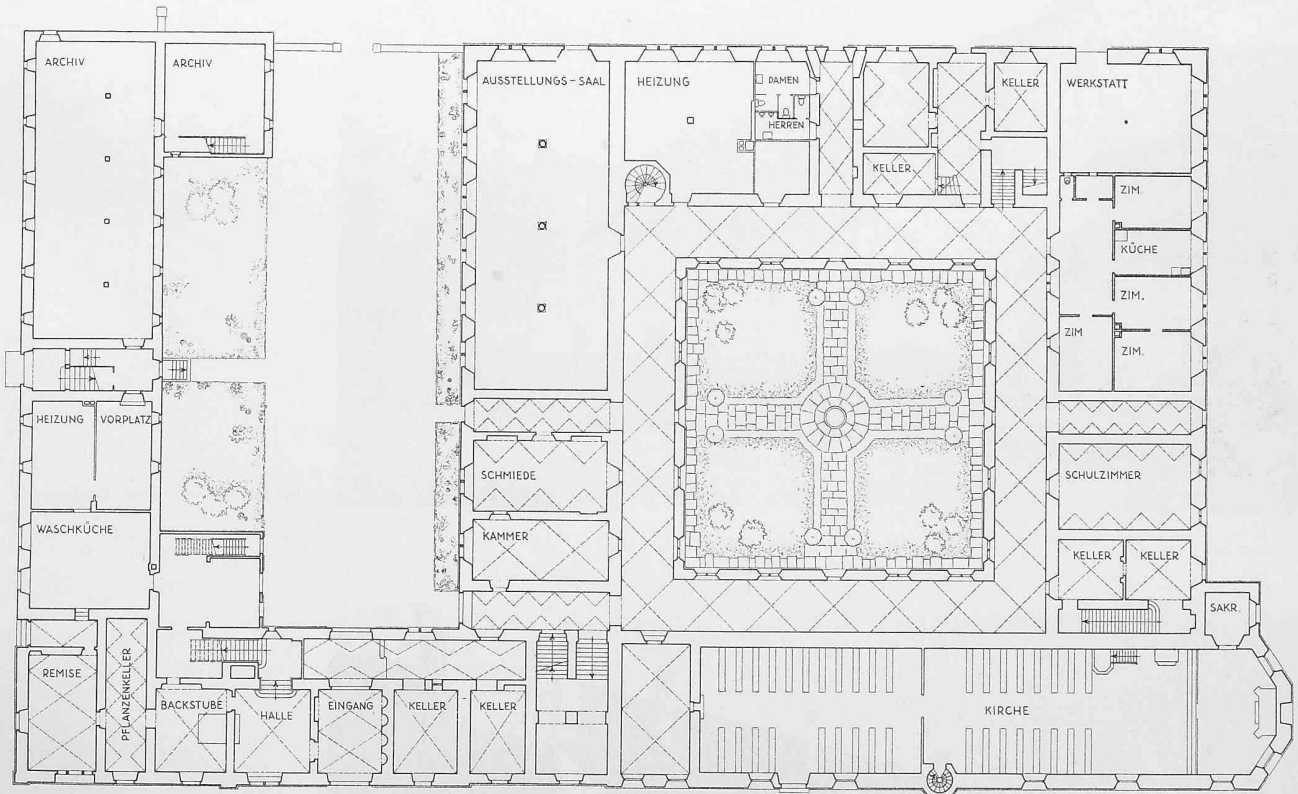 ARCHIV
ARCHIV
AUSSTELLUNGS-SAAL
HEIZUNG
DAMEN
HERREN
KELLER
KELLER
WERKSTATT
ZIM.
KÜCHE
ZIM.
ZIM
ZIM.
HEIZUNG
VORPLATZ
SCHMIEDE
SCHULZIMMER
WASCHKÜCHE
KAMMER
KELLER
KELLER
SAKR.
REMISE
PFLANZENKELLER
BACKSTUBE
HALLE
EINGANG
KELLER
KELLER
KIRCHE